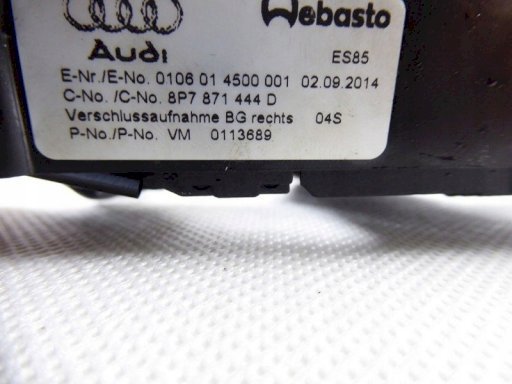 Webasto
Audi
ES85
E-Nr./E-No. 0106 01 4500 001 02.09.2014
C-No. /C-No. 8P7 871 444 D
Verschlussaufnahme BG rechts 04S
P-No./P-No. VM 0113689